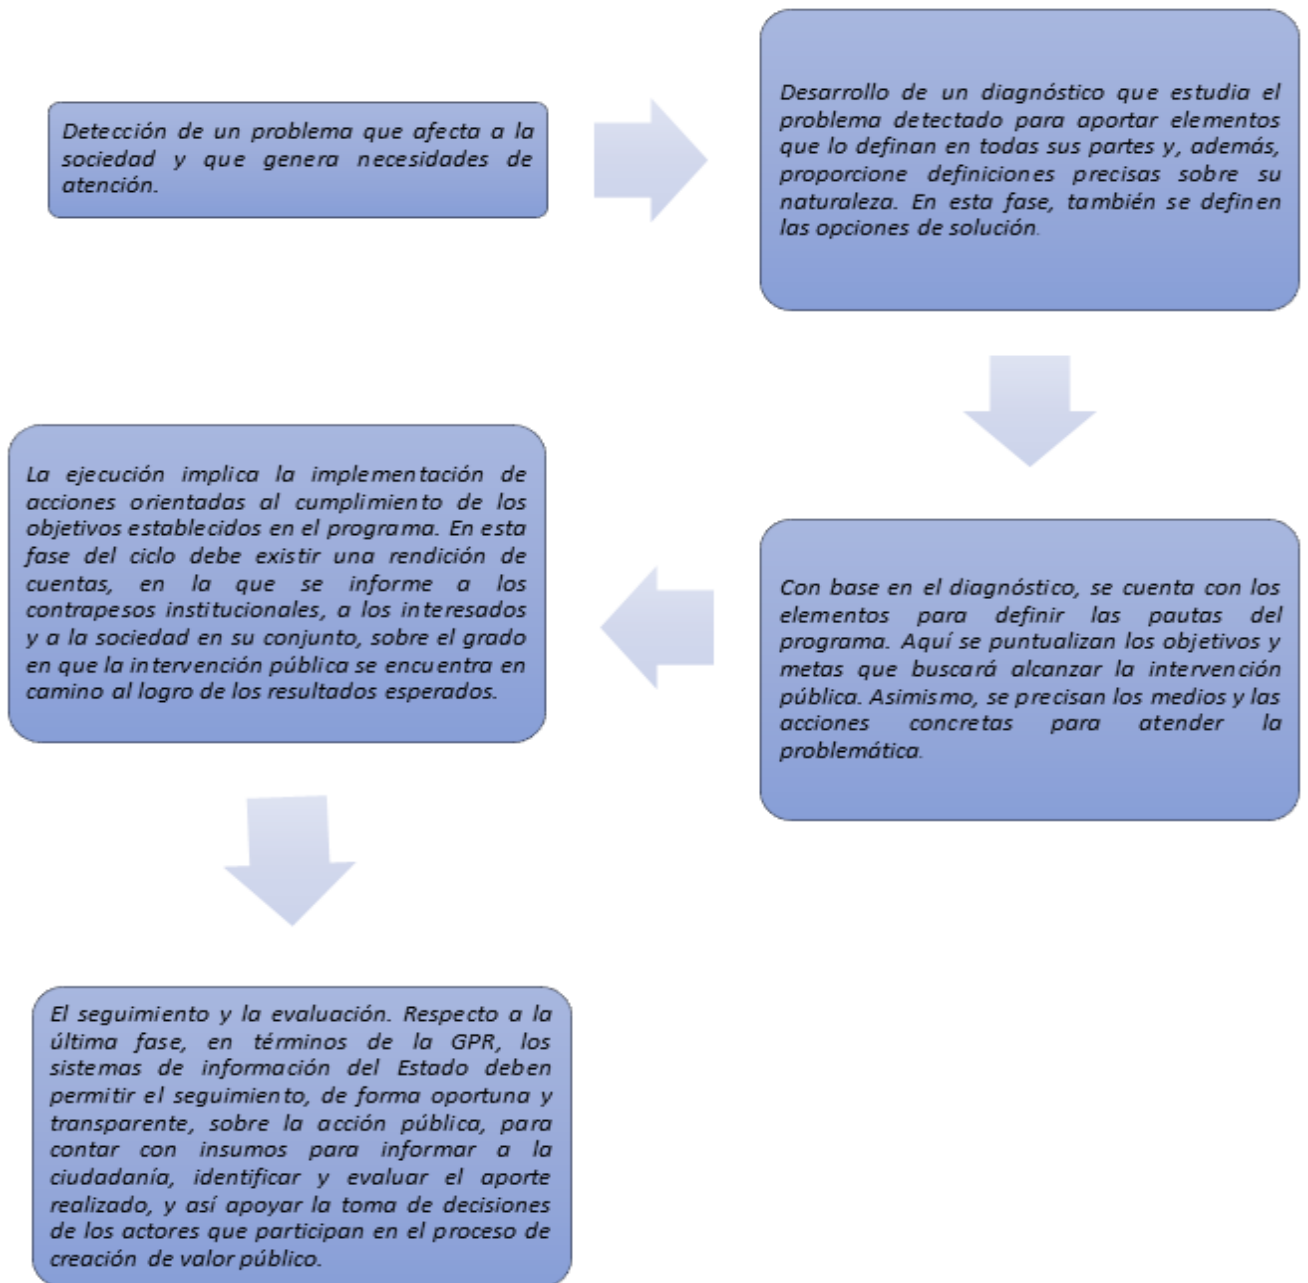 Detección de un problema que afecta a la
sociedad y que genera necesidades de
atención.
Desarrollo de un diagnóstico que estudia el
problema detectado para aportar elementos
que lo definan en todas sus partes y, además,
proporcione definiciones precisas sobre su
naturaleza. En esta fase, también se definen
las opciones de solución.
Con base en el diagnóstico, se cuenta con los
elementos para definir las pautas del
programa. Aquí se puntualizan los objetivos y
metas que buscará alcanzar la intervención
pública. Asimismo, se precisan los medios y las
acciones concretas para atender la
problemática.
La ejecución implica la implementación de
acciones orientadas al cumplimiento de los
objetivos establecidos en el programa. En esta
fase del ciclo debe existir una rendición de
cuentas, en la que se informe a los
contrapesos institucionales, a los interesados
y a la sociedad en su conjunto, sobre el grado
en que la intervención pública se encuentra en
camino al logro de los resultados esperados.
El seguimiento y la evaluación. Respecto a la
última fase, en términos de la GPR, los
sistemas de información del Estado deben
permitir el seguimiento, de forma oportuna y
transparente, sobre la acción pública, para
contar con insumos para informar a la
ciudadanía, identificar y evaluar el aporte
realizado, y así apoyar la toma de decisiones
de los actores que participan en el proceso de
creación de valor público.